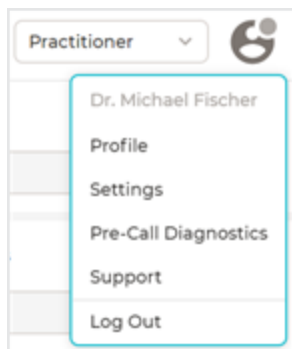 Practitioner
Dr. Michael Fischer
Profile
Settings
Pre-Call Diagnostics
Support
Log Out